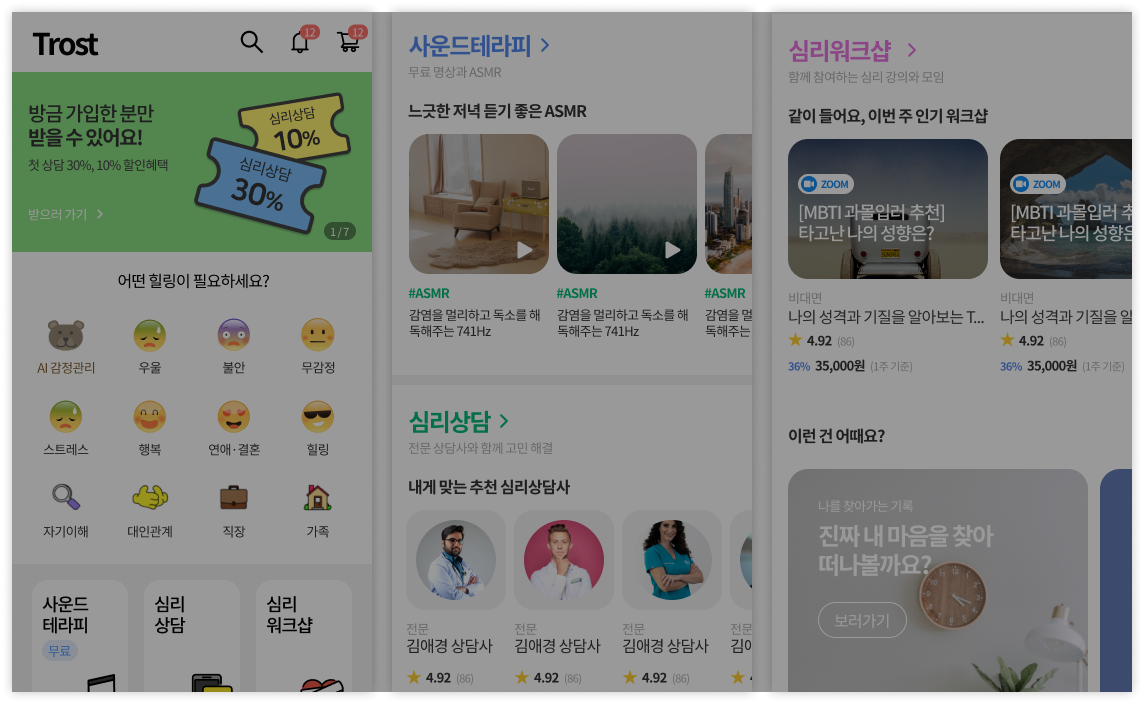 Trost
12
12
방금 가입한 분만
받을 수 있어요!
첫 상담 30%, 10% 할인혜택
받으러 가기
심리상담
10%
심리상담
30%
1 / 7
어떤 힐링이 필요하세요?
AI 감정관리
우울
불안
무감정
스트레스
행복
연애·결혼
힐링
자기이해
대인관계
직장
가족
사운드
테라피
무료
심리
상담
심리
워크샵
사운드테라피
무료 명상과 ASMR
느긋한 저녁 듣기 좋은 ASMR
#ASMR
감염을 멀리하고 독소를 해
독해주는 741Hz
#ASMR
감염을 멀리하고 독소를 해
독해주는 741Hz
#ASMR
감염을 멀
독해주는
심리상담
전문 상담사와 함께 고민 해결
내게 맞는 추천 심리상담사
전문
김애경 상담사
4.92 (86)
전문
김애경 상담사
4.92 (86)
전문
김애경 상담사
4.92 (86)
전문
김애
4
심리워크샵
함께 참여하는 심리 강의와 모임
같이 들어요, 이번 주 인기 워크샵
ZOOM
[MBTI 과몰입러 추천]
타고난 나의 성향은?
비대면
나의 성격과 기질을 알아보는 T...
4.92 (86)
36% 35,000원 (1주 기준)
ZOOM
[MBTI 과몰입러 추
타고난 나의 성향은
비대면
나의 성격과 기질을 알
4.92 (86)
36% 35,000원 (1주 기준)
이런 건 어때요?
나를 찾아가는 기록
진짜 내 마음을 찾아
떠나볼까요?
보러가기